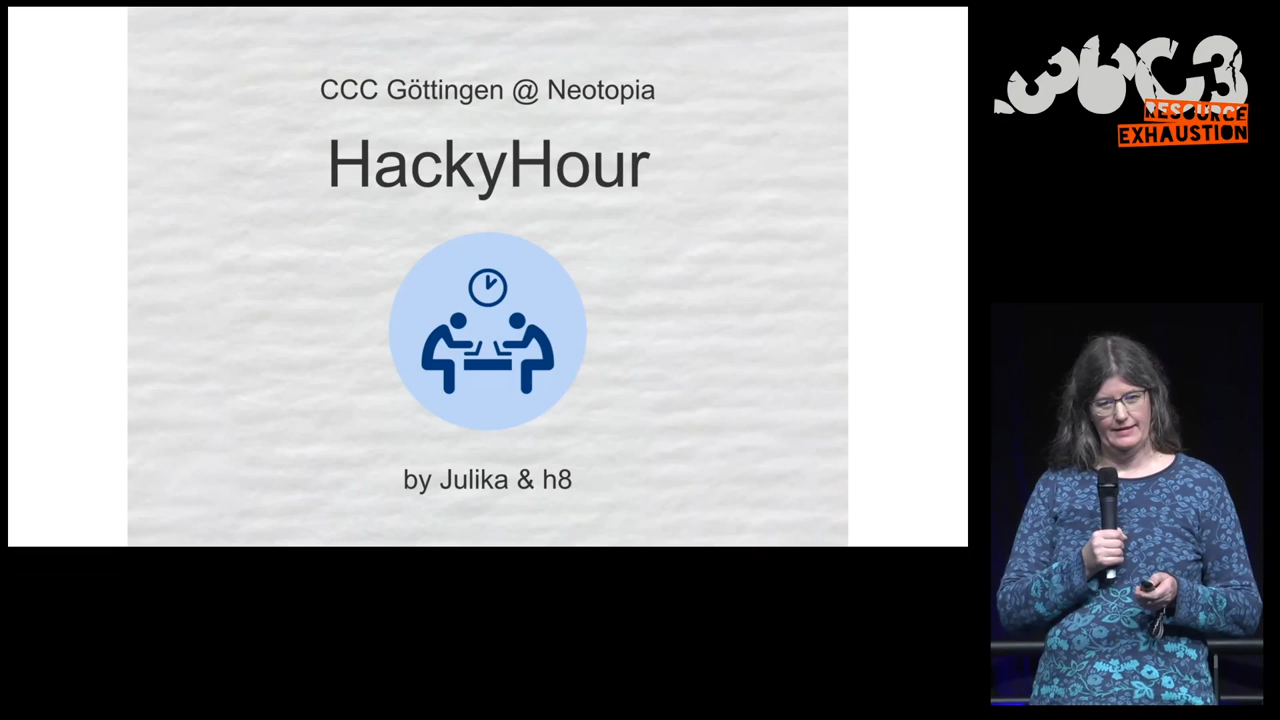 CCC Göttingen @ Neotopia
HackyHour
by Julika & h8
36C3
RESOURCE
EXHAUSTION